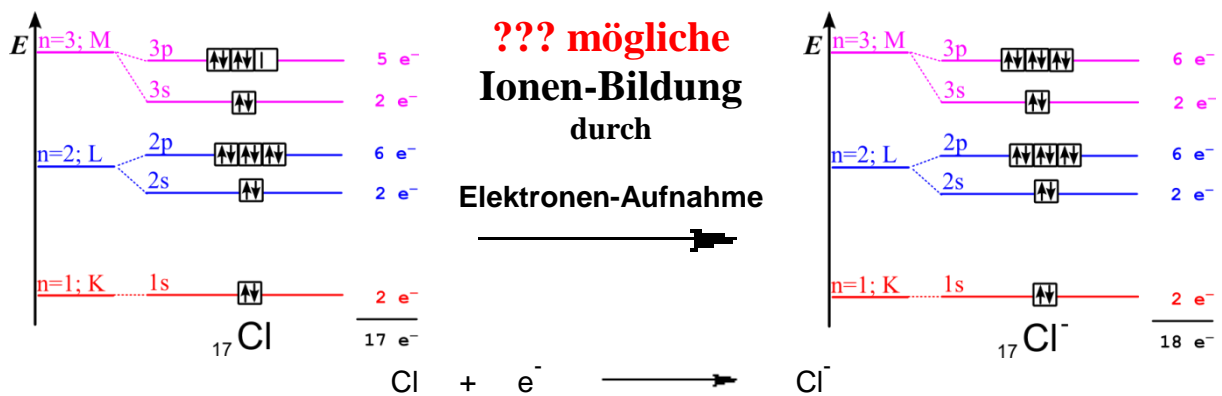 E
n=3; M 3p 5 e⁻
3s 2 e⁻
n=2; L 2p 6 e⁻
2s 2 e⁻
n=1; K 1s 2 e⁻
₁₇Cl 17 e⁻
??? mögliche
Ionen-Bildung
durch
Elektronen-Aufnahme
E
n=3; M 3p 6 e⁻
3s 2 e⁻
n=2; L 2p 6 e⁻
2s 2 e⁻
n=1; K 1s 2 e⁻
₁₇Cl⁻ 18 e⁻
Cl + e⁻ ⟶ Cl⁻